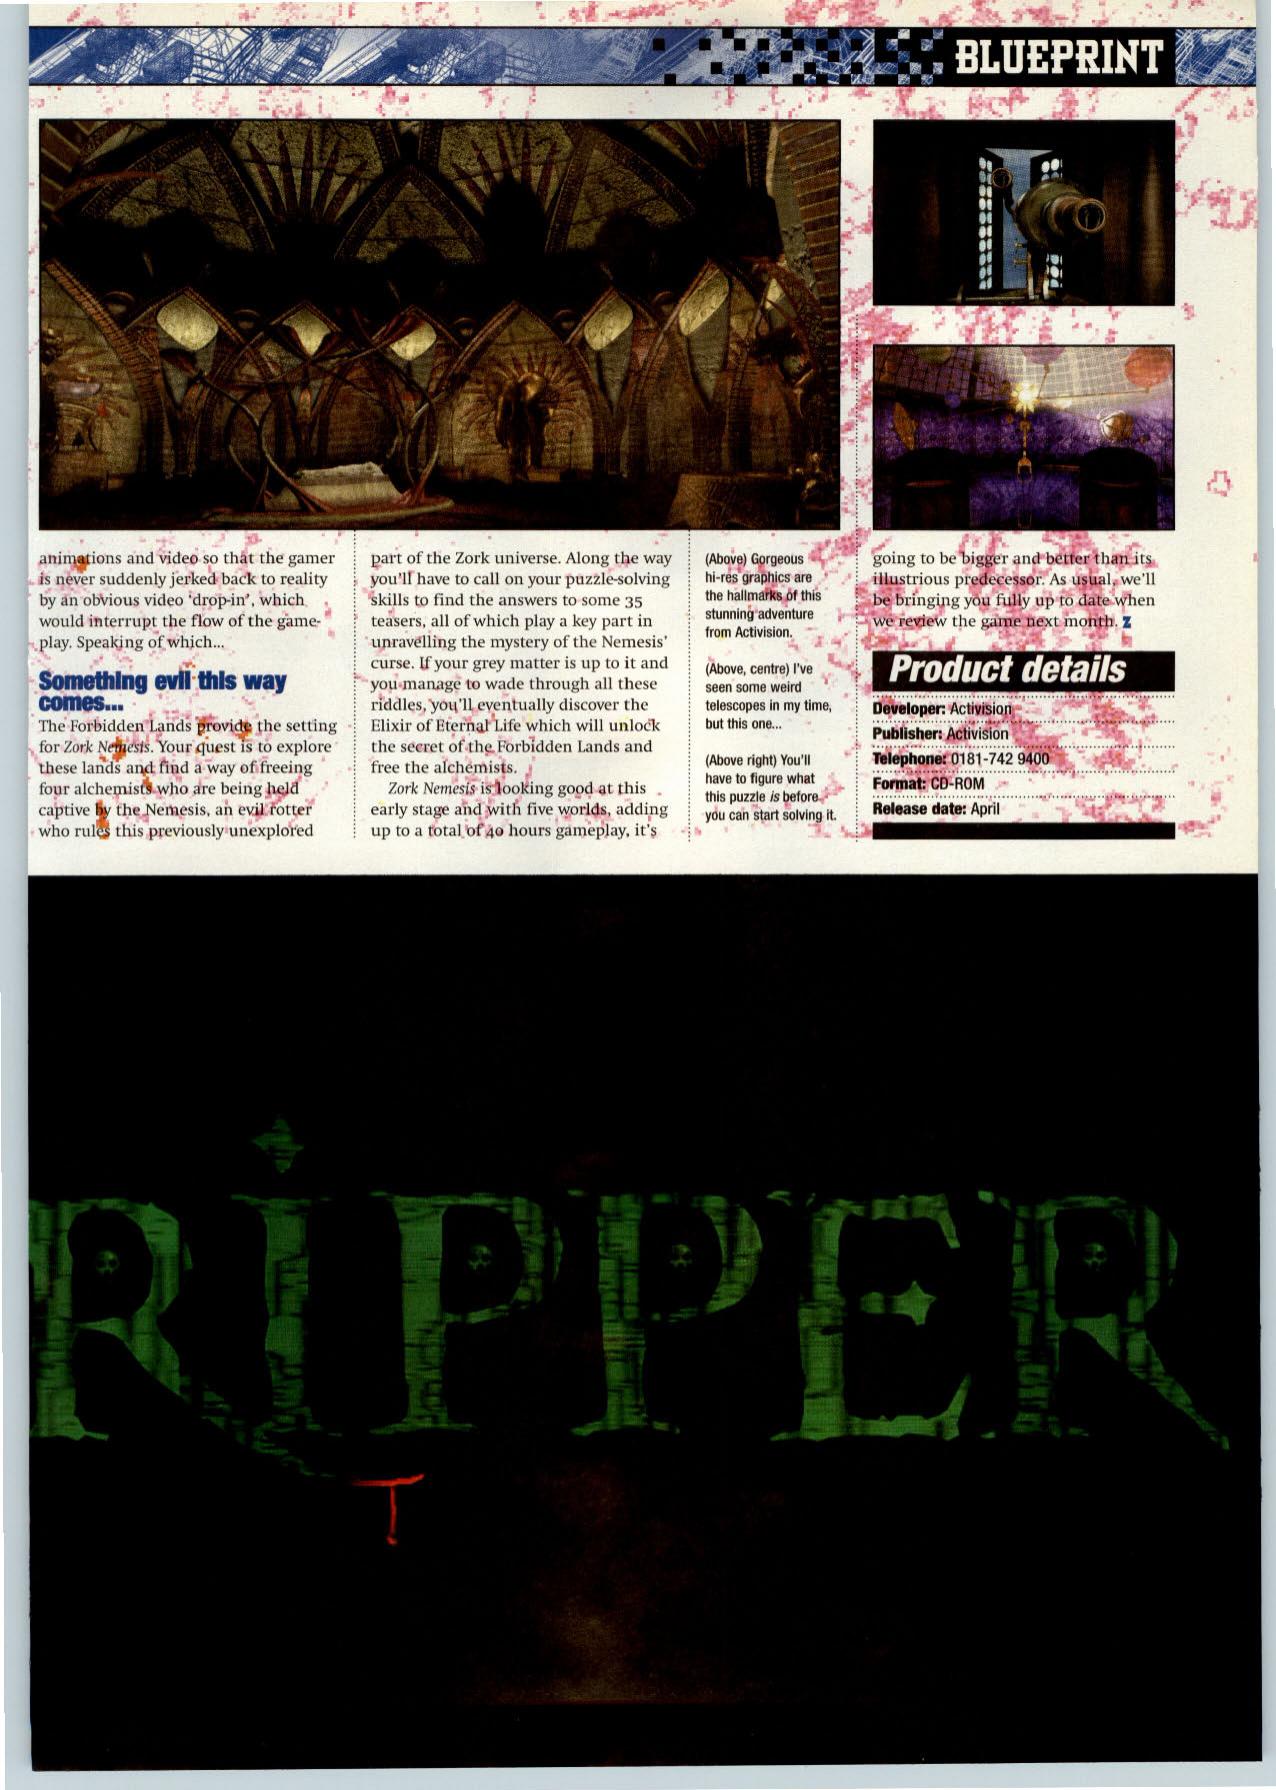 BLUEPRINT
animations and video so that the gamer
is never suddenly jerked back to reality
by an obvious video 'drop-in', which
would interrupt the flow of the game-
play. Speaking of which...
Something evil this way
comes...
The Forbidden Lands provide the setting
for Zork Nemesis. Your quest is to explore
these lands and find a way of freeing
four alchemists who are being held
captive by the Nemesis, an evil rotter
who rules this previously unexplored
part of the Zork universe. Along the way
you'll have to call on your puzzle-solving
skills to find the answers to some 35
teasers, all of which play a key part in
unravelling the mystery of the Nemesis'
curse. If your grey matter is up to it and
you manage to wade through all these
riddles, you'll eventually discover the
Elixir of Eternal Life which will unlock
the secret of the Forbidden Lands and
free the alchemists.
Zork Nemesis is looking good at this
early stage and with five worlds, adding
up to a total of 40 hours gameplay, it's
(Above) Gorgeous
hi-res graphics are
the hallmarks of this
stunning adventure
from Activision.
(Above, centre) I've
seen some weird
telescopes in my time,
but this one...
(Above right) You'll
have to figure what
this puzzle is before
you can start solving it.
going to be bigger and better than its
illustrious predecessor. As usual, we'll
be bringing you fully up to date when
we review the game next month. Z
Product details
Developer: Activision
Publisher: Activision
Telephone: 0181-742 9400
Format: CD-ROM
Release date: April
RiPPER